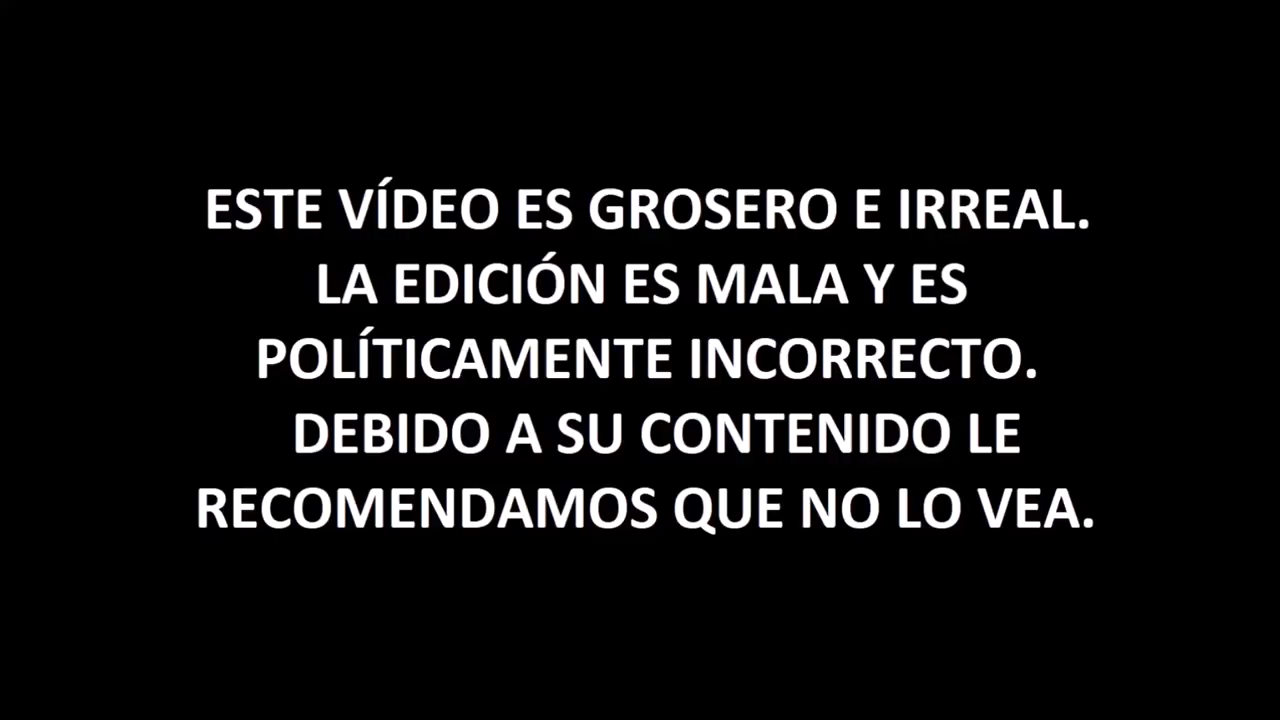 ESTE VÍDEO ES GROSERO E IRREAL.
LA EDICIÓN ES MALA Y ES
POLÍTICAMENTE INCORRECTO.
DEBIDO A SU CONTENIDO LE
RECOMENDAMOS QUE NO LO VEA.